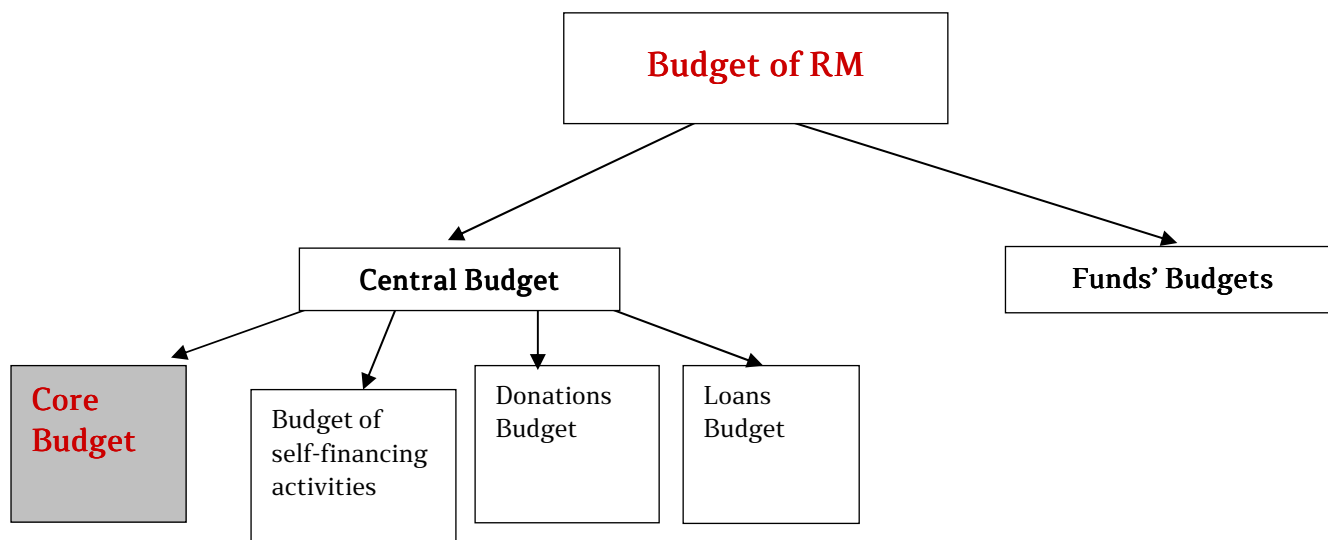 Budget of RM
Central Budget
Funds’ Budgets
Core
Budget
Budget of
self-financing
activities
Donations
Budget
Loans
Budget